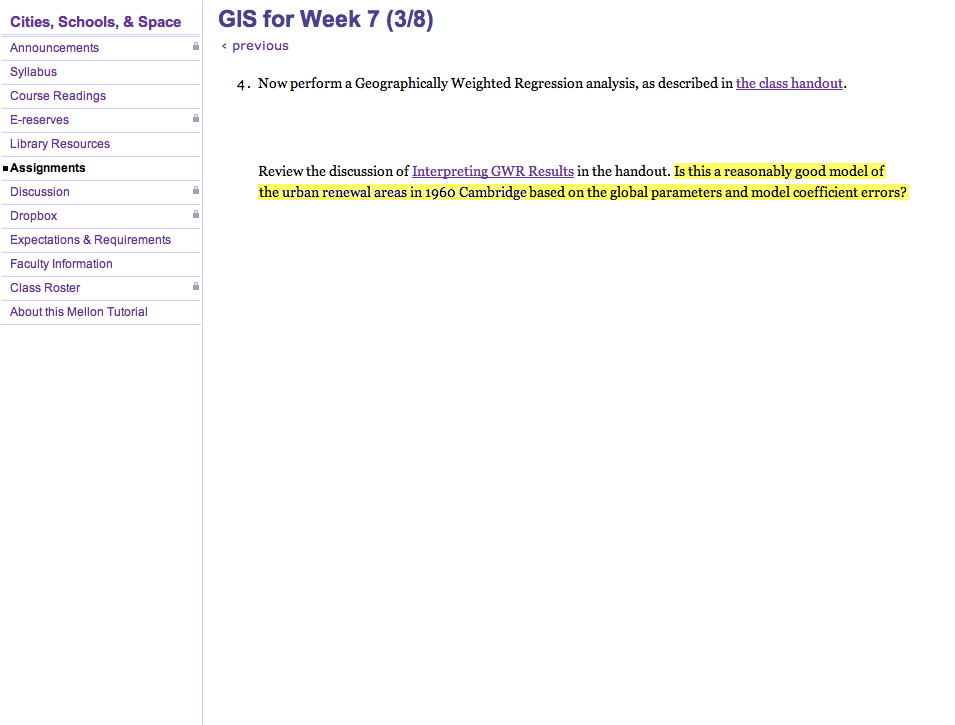 Cities, Schools, & Space
Announcements
Syllabus
Course Readings
E-reserves
Library Resources
Assignments
Discussion
Dropbox
Expectations & Requirements
Faculty Information
Class Roster
About this Mellon Tutorial
GIS for Week 7 (3/8)
‹ previous
4. Now perform a Geographically Weighted Regression analysis, as described in the class handout.
Review the discussion of Interpreting GWR Results in the handout. Is this a reasonably good model of
the urban renewal areas in 1960 Cambridge based on the global parameters and model coefficient errors?